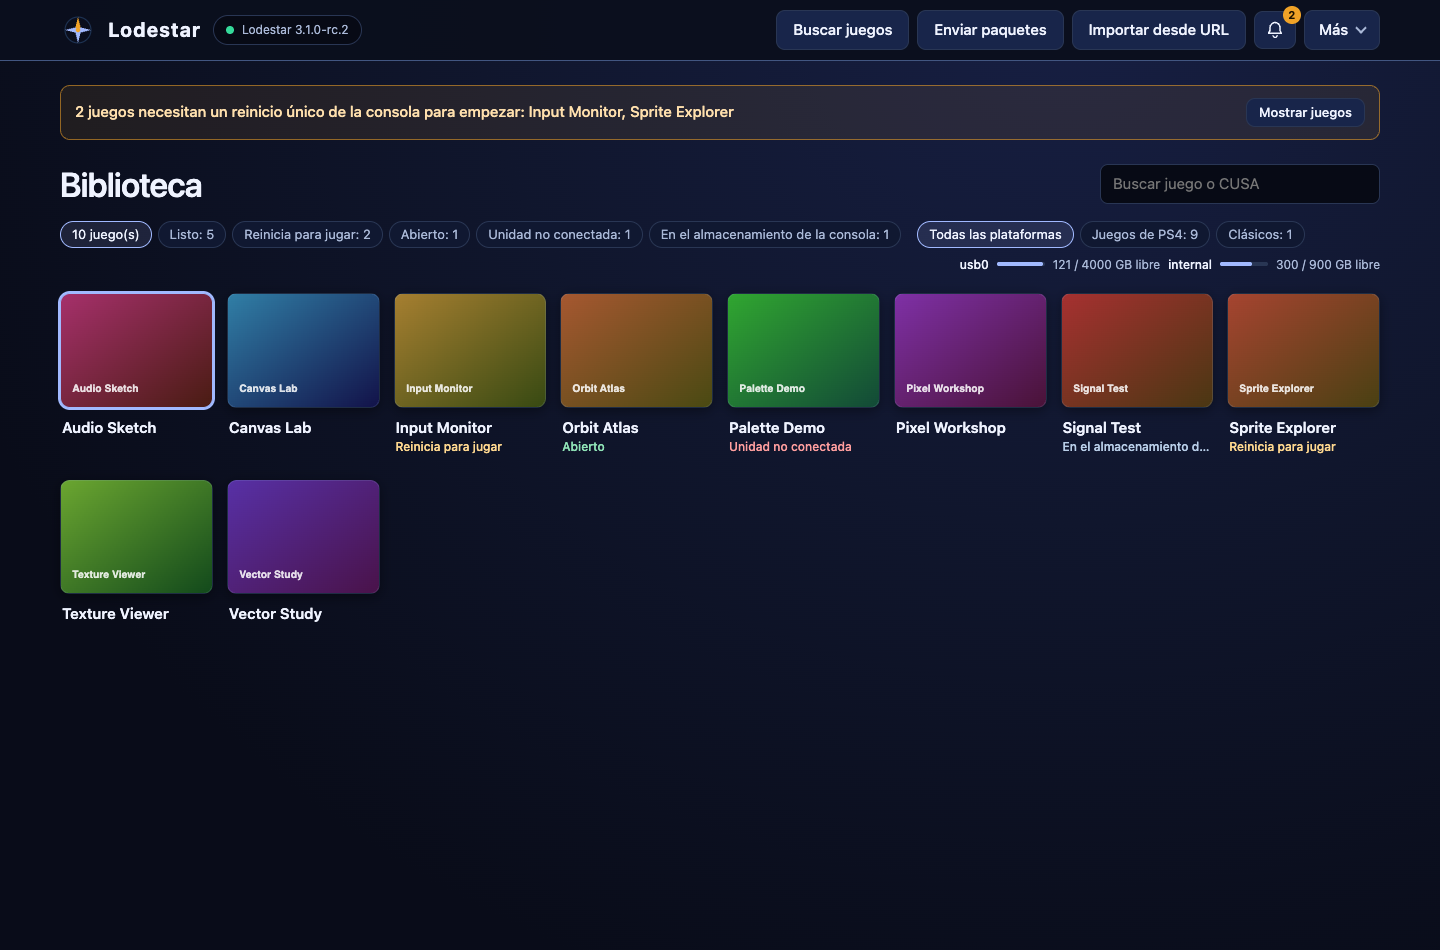 Lodestar
Lodestar 3.1.0-rc.2
Buscar juegos
Enviar paquetes
Importar desde URL
2
Más
2 juegos necesitan un reinicio único de la consola para empezar: Input Monitor, Sprite Explorer
Mostrar juegos
Biblioteca
Buscar juego o CUSA
10 juego(s)
Listo: 5
Reinicia para jugar: 2
Abierto: 1
Unidad no conectada: 1
En el almacenamiento de la consola: 1
Todas las plataformas
Juegos de PS4: 9
Clásicos: 1
usb0 121 / 4000 GB libre internal 300 / 900 GB libre
Audio Sketch
Canvas Lab
Input Monitor
Orbit Atlas
Palette Demo
Pixel Workshop
Signal Test
Sprite Explorer
Audio Sketch
Canvas Lab
Input Monitor
Orbit Atlas
Palette Demo
Pixel Workshop
Signal Test
Sprite Explorer
Reinicia para jugar
Abierto
Unidad no conectada
En el almacenamiento d...
Reinicia para jugar
Texture Viewer
Vector Study
Texture Viewer
Vector Study